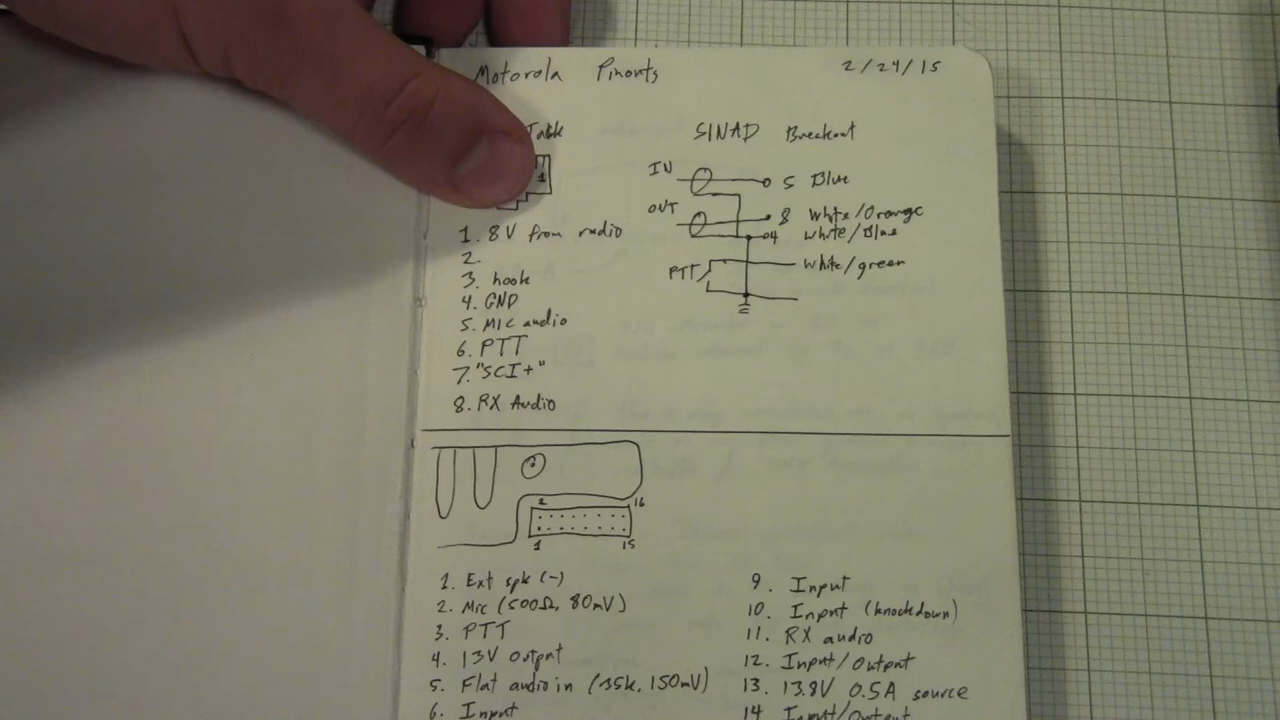 Motorola Pinouts 2/24/15
Jack
1
1. 8V from radio
2.
3. hook
4. GND
5. MIC audio
6. PTT
7. "SCI+"
8. RX Audio
SINAD Breakout
IN 5 Blue
OUT 8 White/Orange
4 White/Blue
PTT White/green
2 16
1 15
1. Ext spk (-)
2. Mic (500Ω, 80mV)
3. PTT
4. 13V Output
5. Flat audio in (35k, 150mV)
6. Input
9. Input
10. Input (knockdown)
11. RX audio
12. Input/Output
13. 13.8V 0.5A source
14 Input/Output